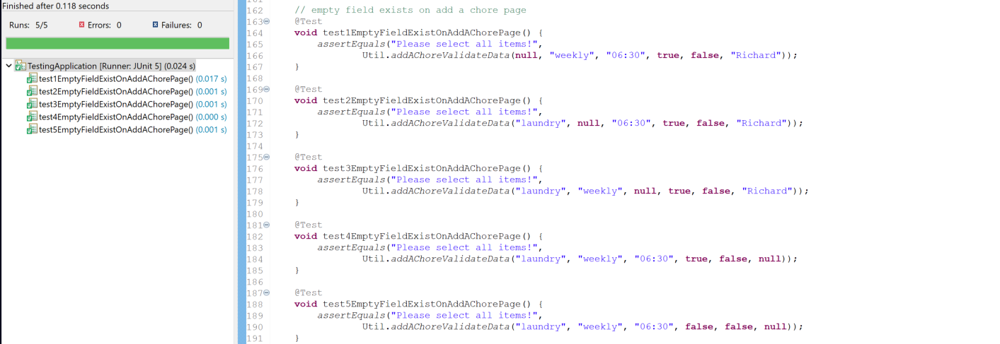 Finished after 0.118 seconds
Runs: 5/5 Errors: 0 Failures: 0
TestingApplication [Runner: JUnit 5] (0.024 s)
test1EmptyFieldExistOnAddAChorePage() (0.017 s)
test2EmptyFieldExistOnAddAChorePage() (0.001 s)
test3EmptyFieldExistOnAddAChorePage() (0.001 s)
test4EmptyFieldExistOnAddAChorePage() (0.000 s)
test5EmptyFieldExistOnAddAChorePage() (0.001 s)
162 // empty field exists on add a chore page
163 @Test
164 void test1EmptyFieldExistOnAddAChorePage() {
165 assertEquals("Please select all items!",
166 Util.addAChoreValidateData(null, "weekly", "06:30", true, false, "Richard"));
167 }
168
169 @Test
170 void test2EmptyFieldExistOnAddAChorePage() {
171 assertEquals("Please select all items!",
172 Util.addAChoreValidateData("laundry", null, "06:30", true, false, "Richard"));
173 }
174
175 @Test
176 void test3EmptyFieldExistOnAddAChorePage() {
177 assertEquals("Please select all items!",
178 Util.addAChoreValidateData("laundry", "weekly", null, true, false, "Richard"));
179 }
180
181 @Test
182 void test4EmptyFieldExistOnAddAChorePage() {
183 assertEquals("Please select all items!",
184 Util.addAChoreValidateData("laundry", "weekly", "06:30", true, false, null));
185 }
186
187 @Test
188 void test5EmptyFieldExistOnAddAChorePage() {
189 assertEquals("Please select all items!",
190 Util.addAChoreValidateData("laundry", "weekly", "06:30", false, false, null));
191 }